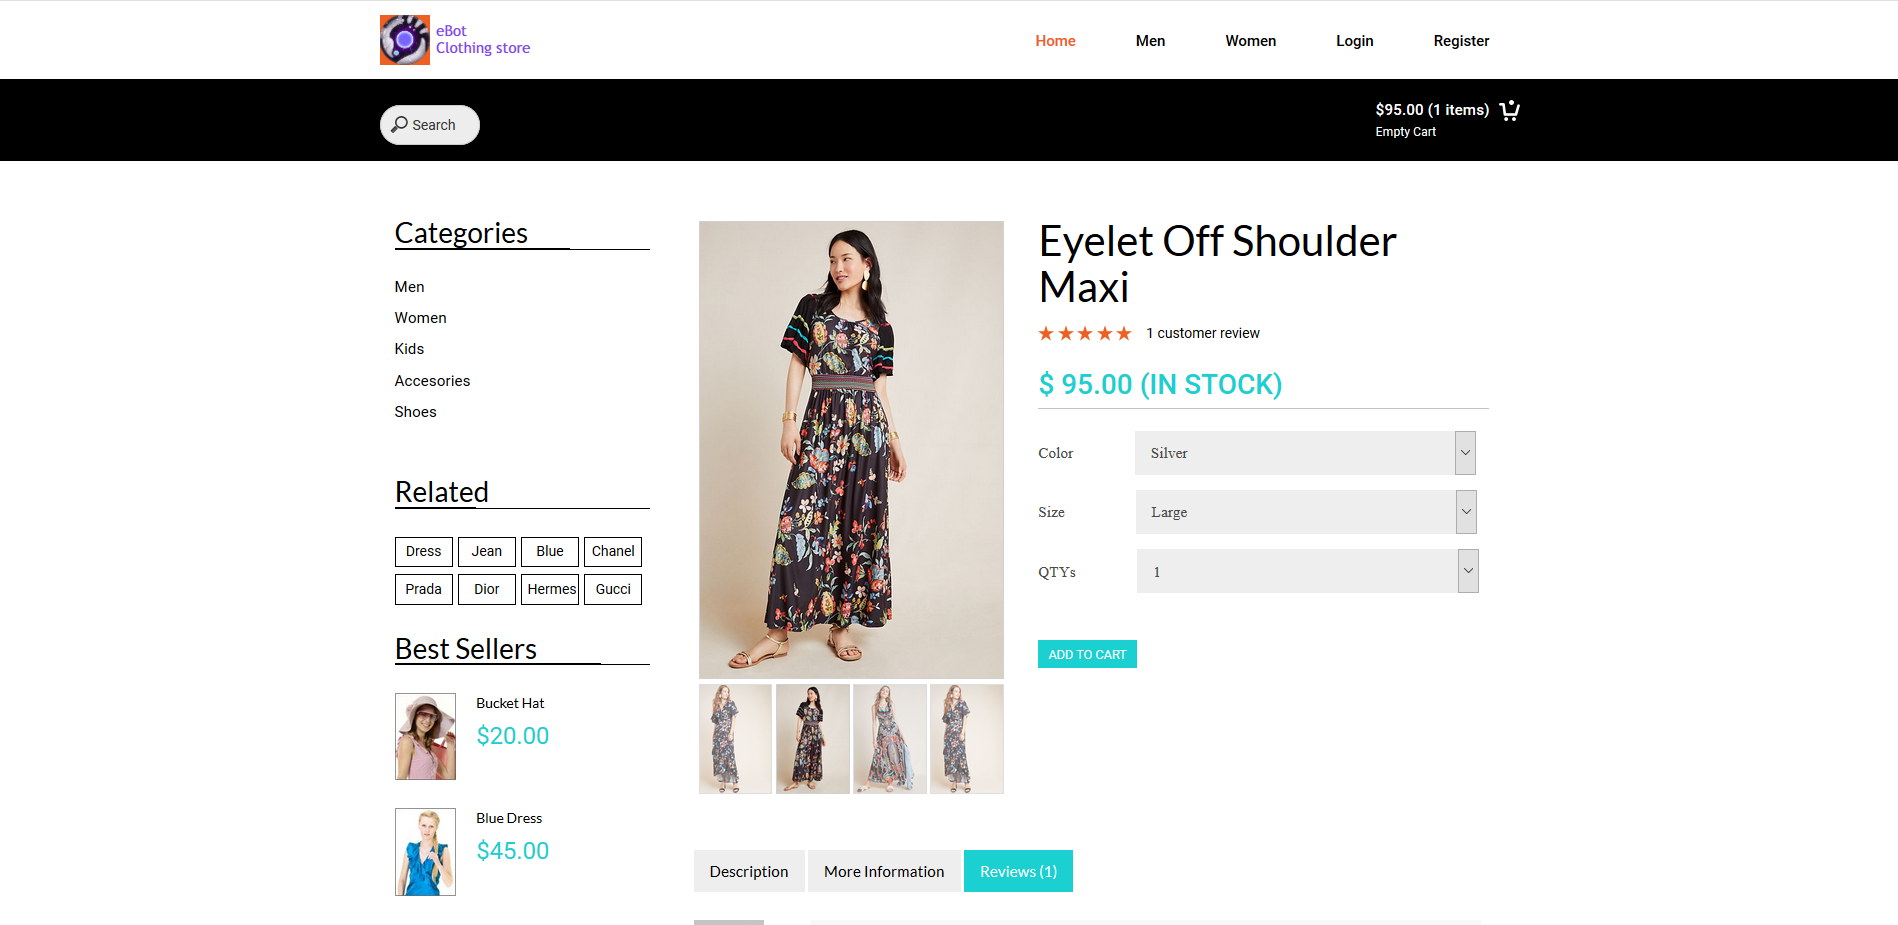 eBot
Clothing store
Home
Men
Women
Login
Register
Search
$95.00 (1 items)
Empty Cart
Categories
Men
Women
Kids
Accesories
Shoes
Related
Dress
Jean
Blue
Chanel
Prada
Dior
Hermes
Gucci
Best Sellers
Bucket Hat
$20.00
Blue Dress
$45.00
Eyelet Off Shoulder
Maxi
1 customer review
$ 95.00 (IN STOCK)
Color
Silver
Size
Large
QTYs
1
ADD TO CART
Description
More Information
Reviews (1)